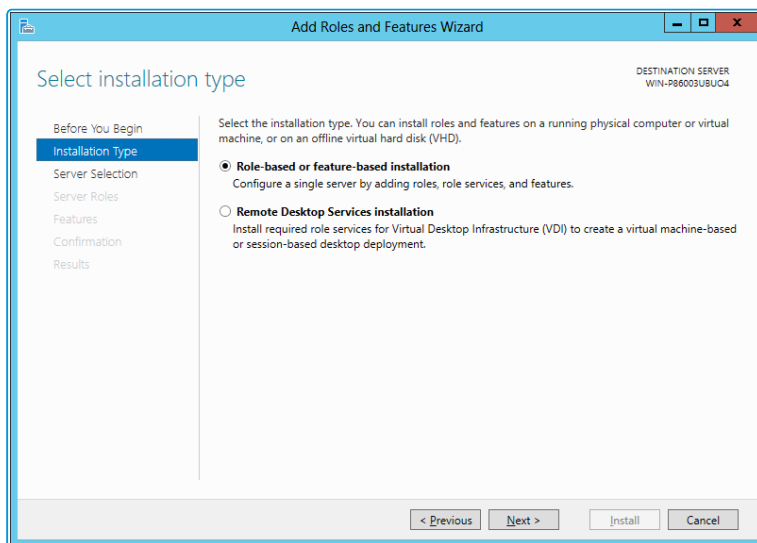 Add Roles and Features Wizard
Select installation type
DESTINATION SERVER
WIN-P86003U8UO4
Before You Begin
Installation Type
Server Selection
Server Roles
Features
Confirmation
Results
Select the installation type. You can install roles and features on a running physical computer or virtual
machine, or on an offline virtual hard disk (VHD).
Role-based or feature-based installation
Configure a single server by adding roles, role services, and features.
Remote Desktop Services installation
Install required role services for Virtual Desktop Infrastructure (VDI) to create a virtual machine-based
or session-based desktop deployment.
< Previous
Next >
Install
Cancel